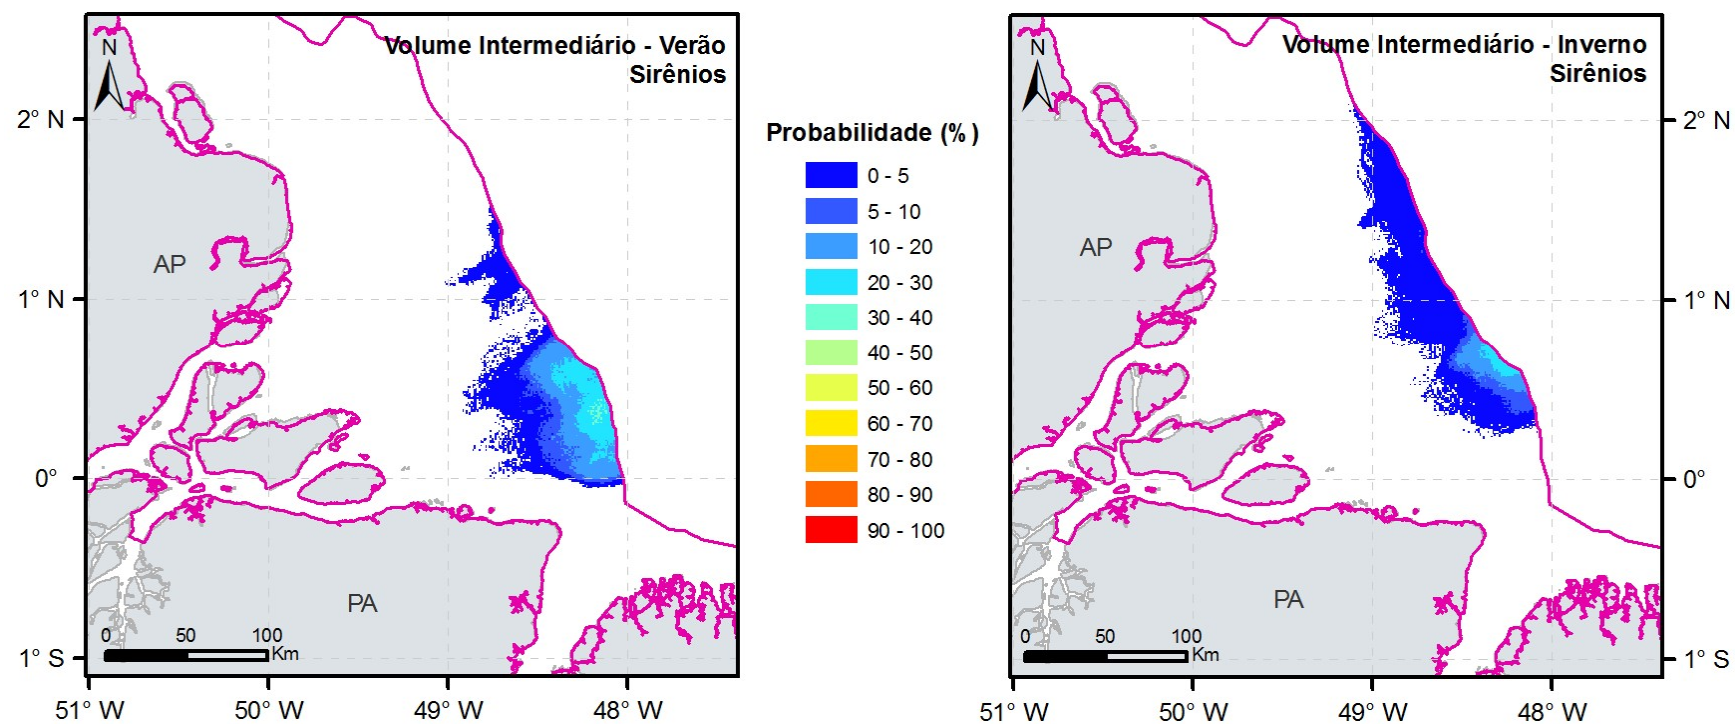 Volume Intermediário - Verão
Sirênios
N
2° N
1° N
0°
1° S
AP
PA
0 50 100
Km
51° W 50° W 49° W 48° W
Probabilidade (%)
0 - 5
5 - 10
10 - 20
20 - 30
30 - 40
40 - 50
50 - 60
60 - 70
70 - 80
80 - 90
90 - 100
Volume Intermediário - Inverno
Sirênios
N
2° N
1° N
0°
1° S
AP
PA
0 50 100
Km
51° W 50° W 49° W 48° W